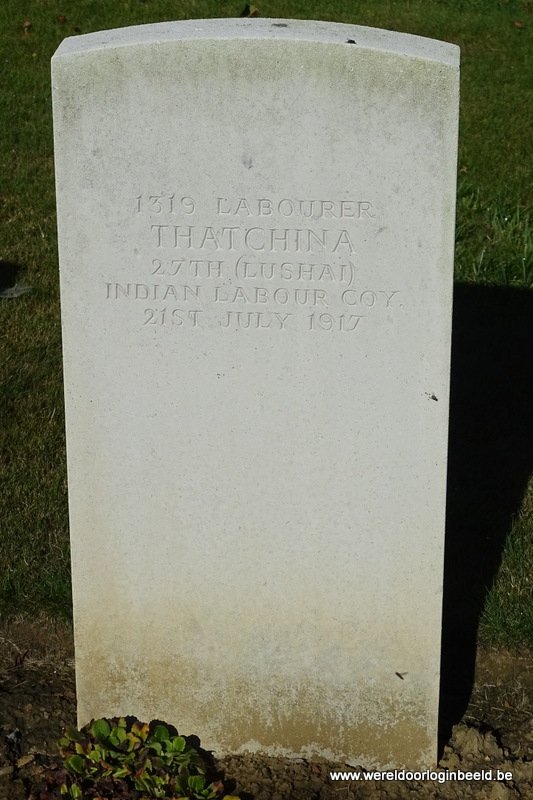 1319 LABOURER
THATCHINA
27TH (LUSHAI)
INDIAN LABOUR COY.
21ST JULY 1917
www.wereldoorloginbeeld.be